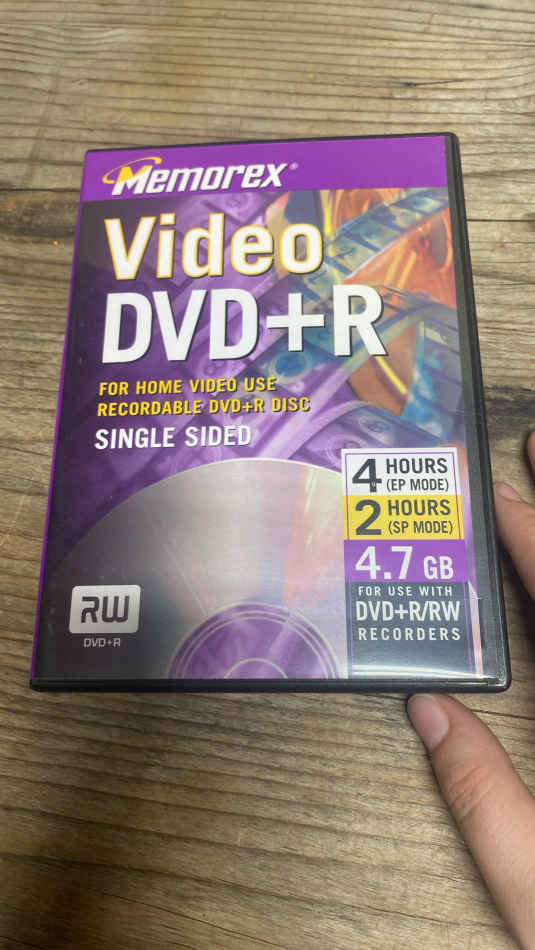 Memorex®
Video
DVD+R
FOR HOME VIDEO USE
RECORDABLE DVD+R DISC
SINGLE SIDED
4 HOURS
(EP MODE)
2 HOURS
(SP MODE)
4.7 GB
FOR USE WITH
DVD+R/RW
RECORDERS
RW
DVD+R